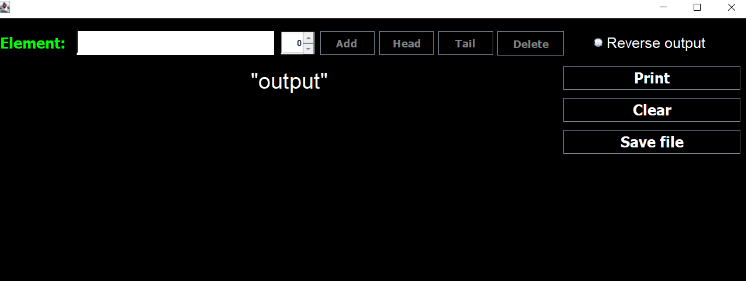 Element: 0 Add Head Tail Delete Reverse output
"output"
Print
Clear
Save file